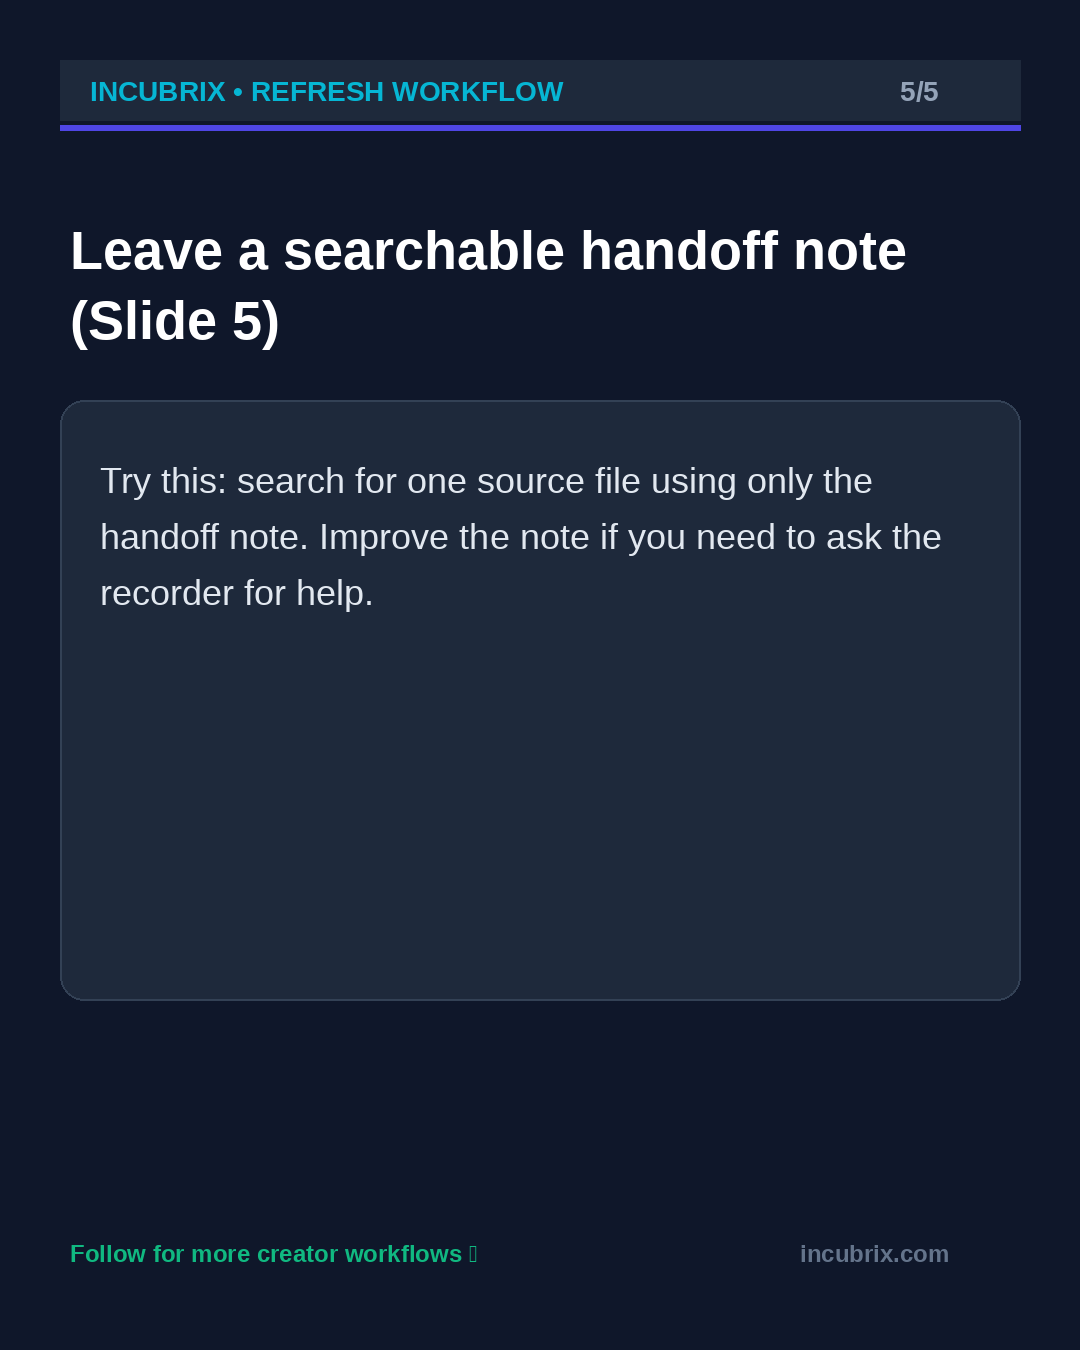 INCUBRIX • REFRESH WORKFLOW
5/5
Leave a searchable handoff note
(Slide 5)
Try this: search for one source file using only the
handoff note. Improve the note if you need to ask the
recorder for help.
Follow for more creator workflows
incubrix.com